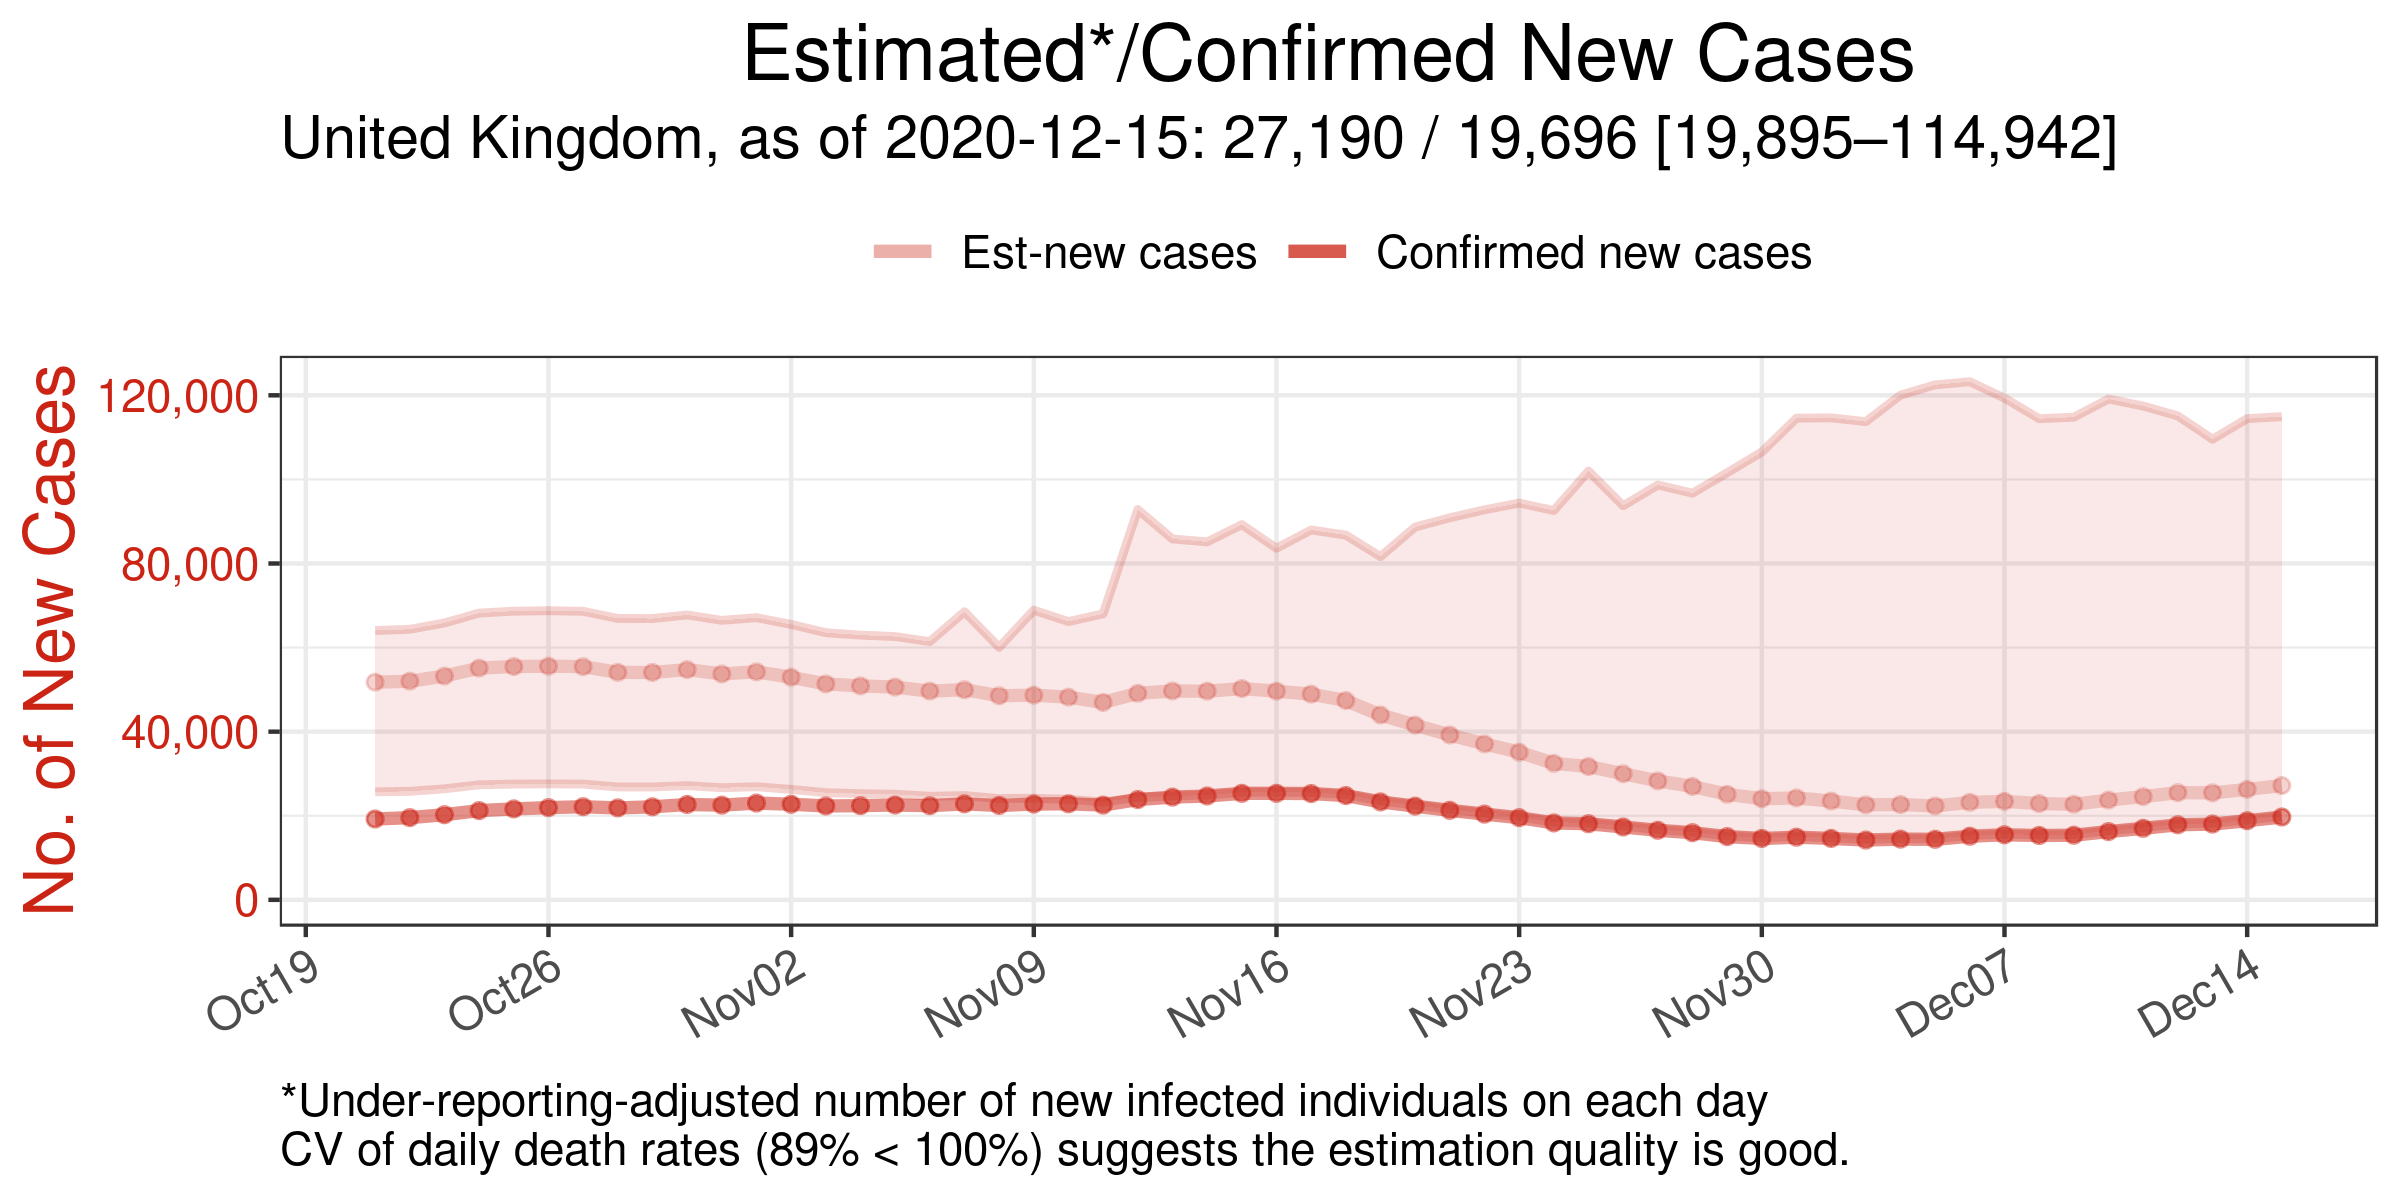 Estimated*/Confirmed New Cases
United Kingdom, as of 2020-12-15: 27,190 / 19,696 [19,895–114,942]
Est-new cases
Confirmed new cases
No. of New Cases
120,000
80,000
40,000
0
Oct19
Oct26
Nov02
Nov09
Nov16
Nov23
Nov30
Dec07
Dec14
*Under-reporting-adjusted number of new infected individuals on each day
CV of daily death rates (89% < 100%) suggests the estimation quality is good.